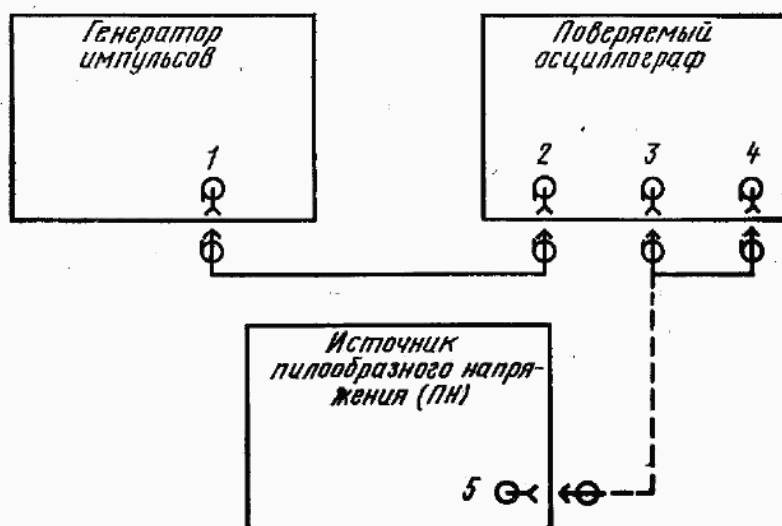 Генератор
импульсов
Поверяемый
осциллограф
1
2
3
4
Источник
пилообразного напря-
жения (ПН)
5